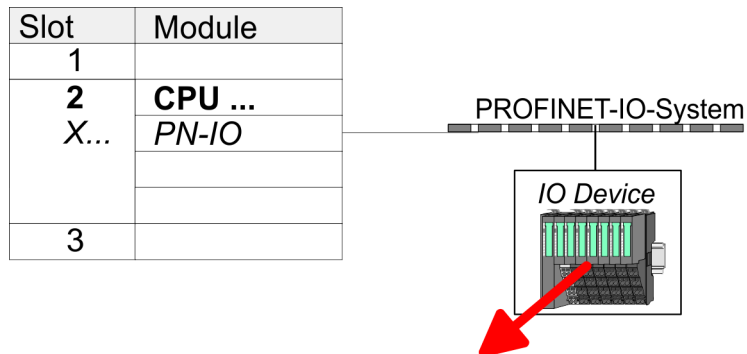 Slot Module
1
2 CPU ...
X... PN-IO
3
PROFINET-IO-System
IO Device